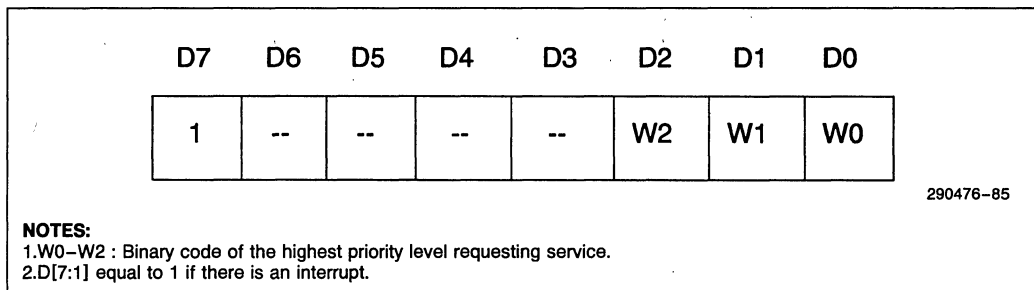 D7 D6 D5 D4 D3 D2 D1 D0
1 -- -- -- -- W2 W1 W0
290476-85
NOTES:
1.W0–W2 : Binary code of the highest priority level requesting service.
2.D[7:1] equal to 1 if there is an interrupt.